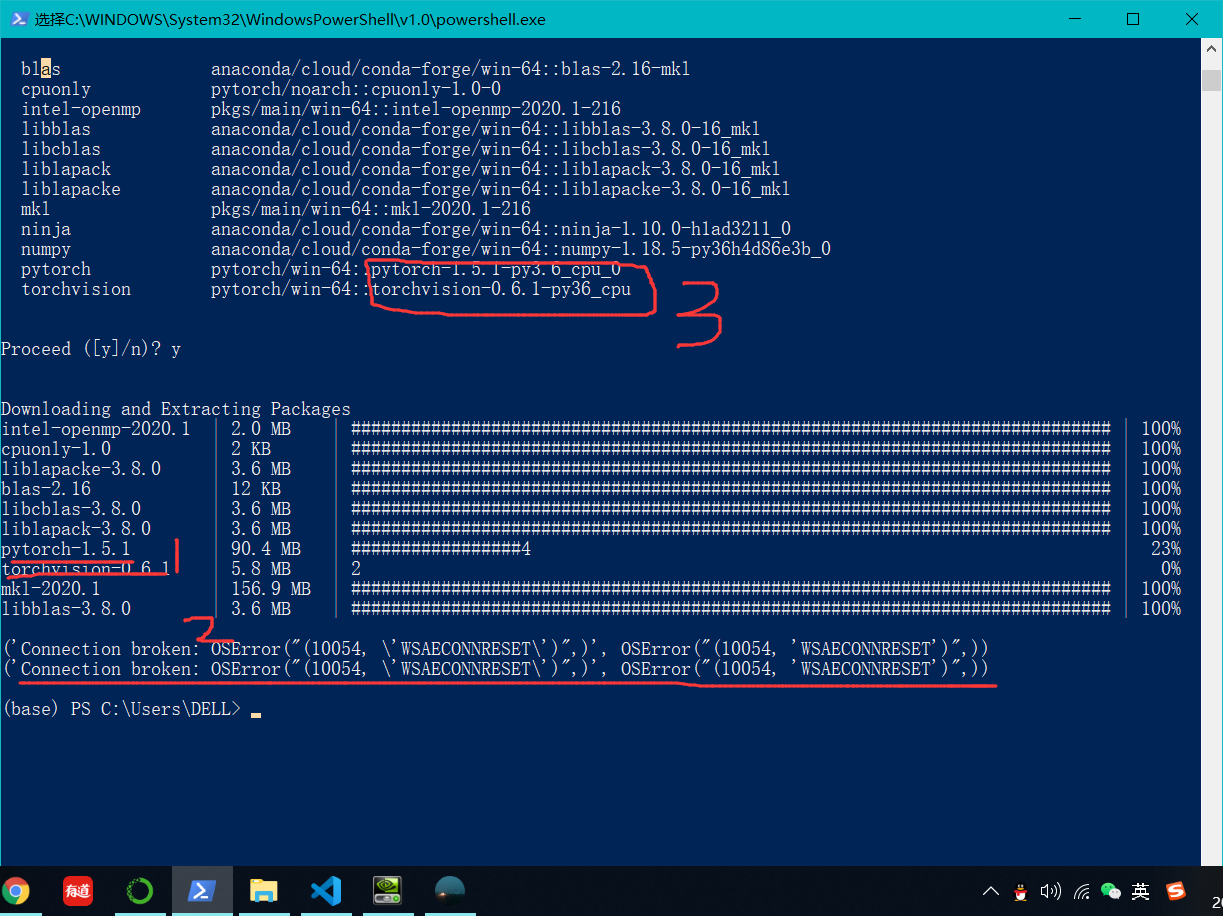 选择C:\WINDOWS\System32\WindowsPowerShell\v1.0\powershell.exe
blas anaconda/cloud/conda-forge/win-64::blas-2.16-mkl
cpuonly pytorch/noarch::cpuonly-1.0-0
intel-openmp pkgs/main/win-64::intel-openmp-2020.1-216
libblas anaconda/cloud/conda-forge/win-64::libblas-3.8.0-16_mkl
libcblas anaconda/cloud/conda-forge/win-64::libcblas-3.8.0-16_mkl
liblapack anaconda/cloud/conda-forge/win-64::liblapack-3.8.0-16_mkl
liblapacke anaconda/cloud/conda-forge/win-64::liblapacke-3.8.0-16_mkl
mkl pkgs/main/win-64::mkl-2020.1-216
ninja anaconda/cloud/conda-forge/win-64::ninja-1.10.0-h1ad3211_0
numpy anaconda/cloud/conda-forge/win-64::numpy-1.18.5-py36h4d86e3b_0
pytorch pytorch/win-64::pytorch-1.5.1-py3.6_cpu_0
torchvision pytorch/win-64::torchvision-0.6.1-py36_cpu
3
Proceed ([y]/n)? y
Downloading and Extracting Packages
intel-openmp-2020.1 | 2.0 MB | ############################################################################ | 100%
cpuonly-1.0 | 2 KB | ############################################################################ | 100%
liblapacke-3.8.0 | 3.6 MB | ############################################################################ | 100%
blas-2.16 | 12 KB | ############################################################################ | 100%
libcblas-3.8.0 | 3.6 MB | ############################################################################ | 100%
liblapack-3.8.0 | 3.6 MB | ############################################################################ | 100%
pytorch-1.5.1 | 90.4 MB | #################4 | 23%
1
torchvision-0.6.1 | 5.8 MB | 2 | 0%
mkl-2020.1 | 156.9 MB | ############################################################################ | 100%
libblas-3.8.0 | 3.6 MB | ############################################################################ | 100%
2
('Connection broken: OSError("(10054, \'WSAECONNRESET\')",)', OSError("(10054, 'WSAECONNRESET')",))
('Connection broken: OSError("(10054, \'WSAECONNRESET\')",)', OSError("(10054, 'WSAECONNRESET')",))
(base) PS C:\Users\DELL>
有道
英